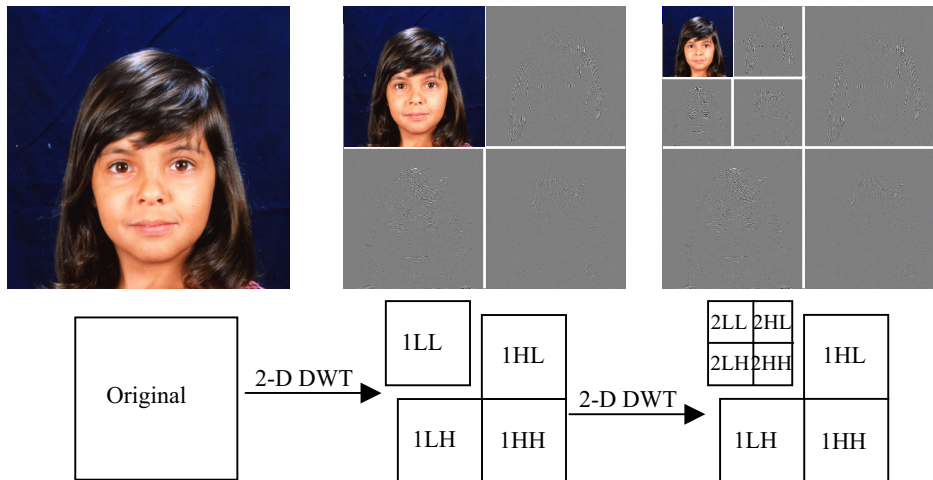 Original
2-D DWT
1LL
1HL
1LH
1HH
2-D DWT
2LL 2HL
2LH 2HH
1HL
1LH
1HH